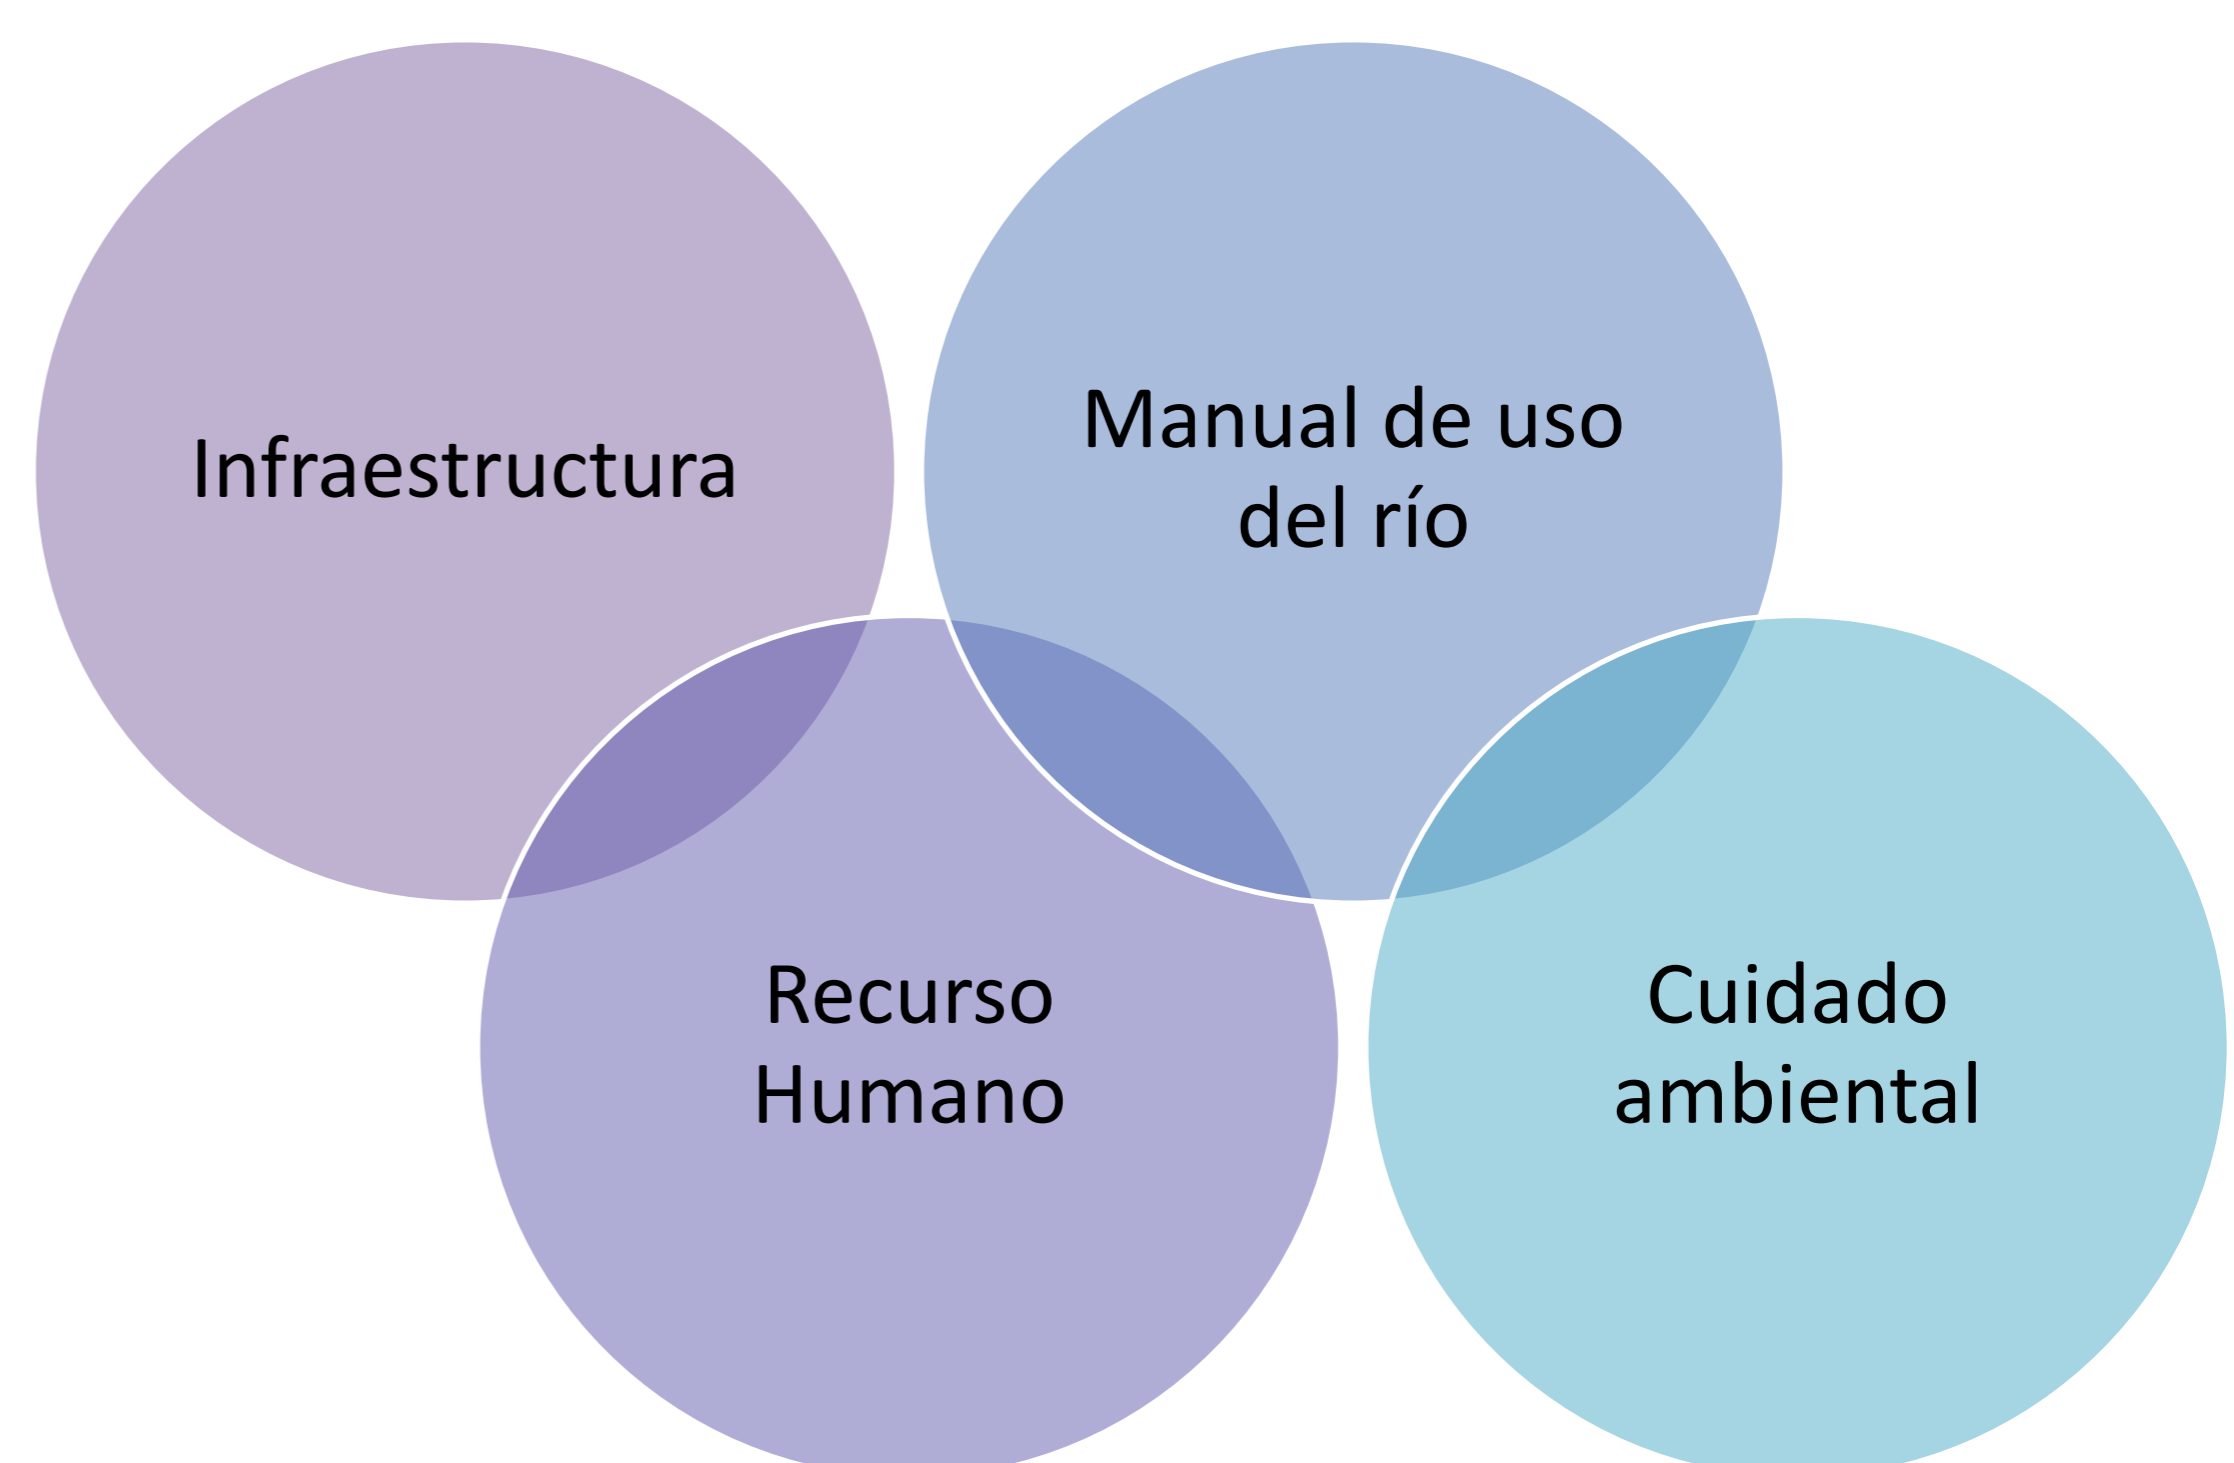 Infraestructura
Manual de uso
del río
Recurso
Humano
Cuidado
ambiental